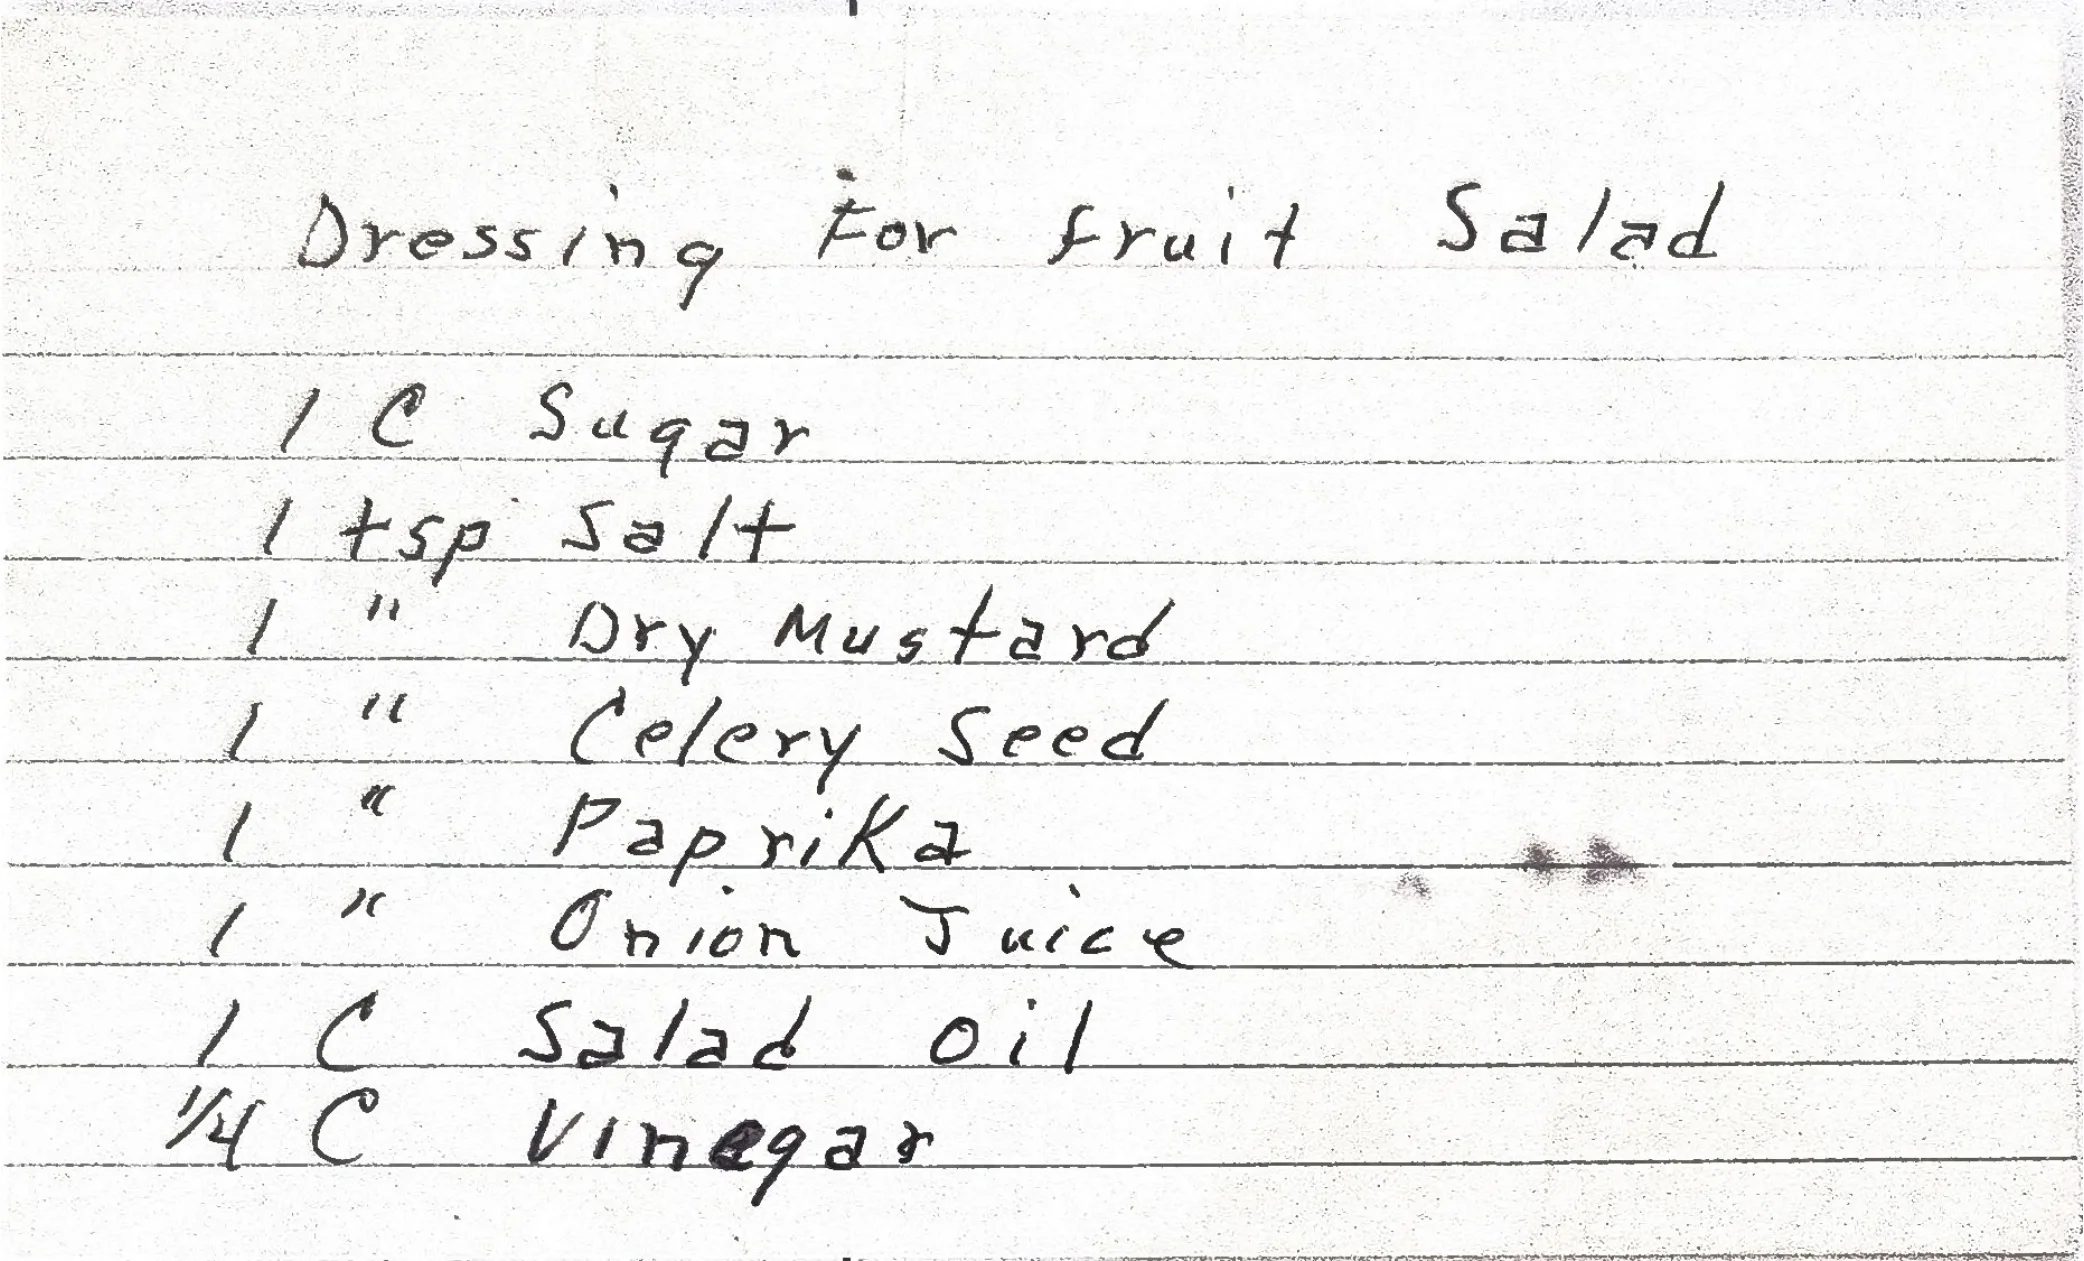 Dressing For fruit Salad
1 C Sugar
1 tsp Salt
1 " Dry Mustard
1 " Celery Seed
1 " Paprika
1 " Onion Juice
1 C Salad Oil
1/4 C Vinegar